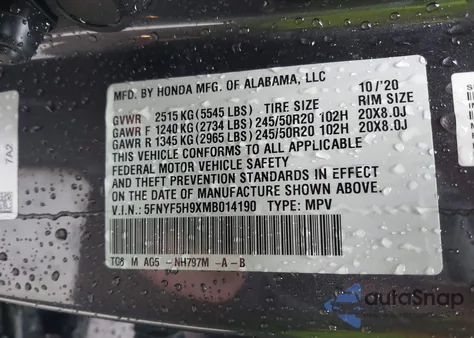 MFD. BY HONDA MFG. OF ALABAMA, LLC 10/'20
GVWR 2515 KG (5545 LBS) TIRE SIZE RIM SIZE
GAWR F 1240 KG (2734 LBS) 245/50R20 102H 20X8.0J
GAWR R 1345 KG (2965 LBS) 245/50R20 102H 20X8.0J
THIS VEHICLE CONFORMS TO ALL APPLICABLE
FEDERAL MOTOR VEHICLE SAFETY
AND THEFT PREVENTION STANDARDS IN EFFECT
ON THE DATE OF MANUFACTURE SHOWN ABOVE.
V.I.N.: 5FNYF5H9XMB014190 TYPE: MPV
TG8 M AG5 -NH797M -A -B
7A2
autoSnap